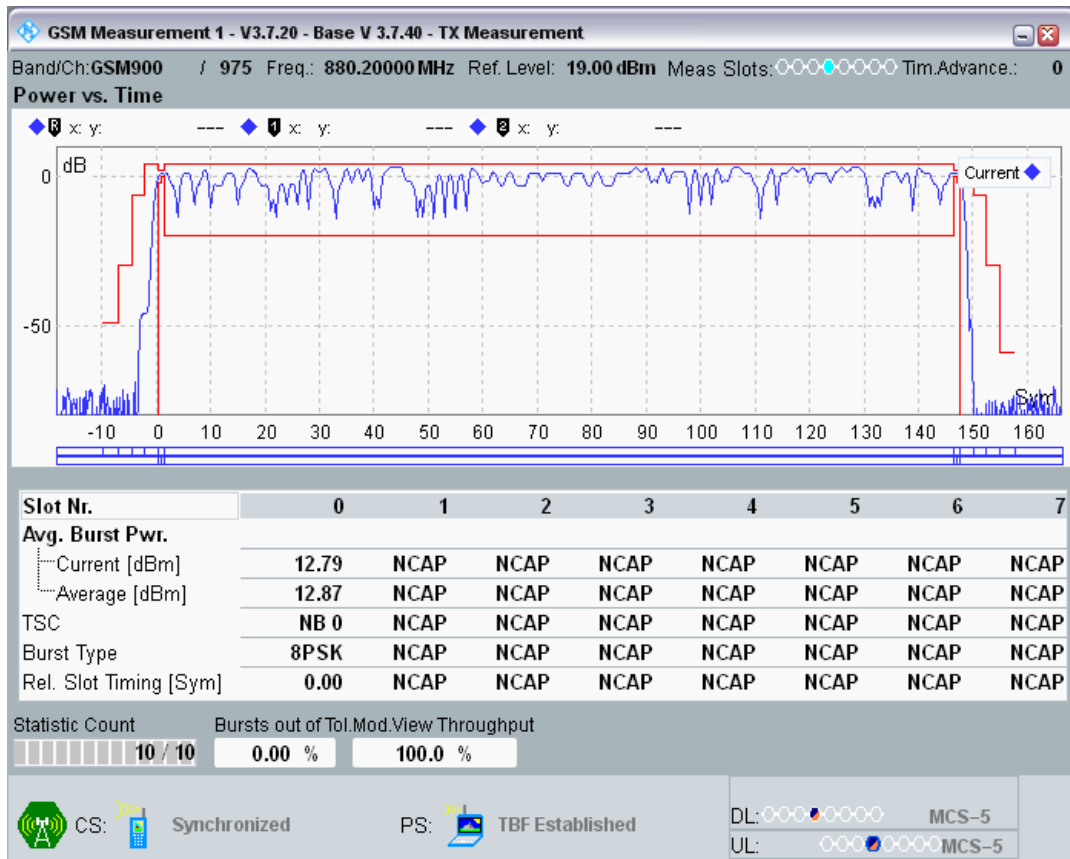 GSM Measurement 1 - V3.7.20 - Base V 3.7.40 - TX Measurement
Band/Ch:GSM900 / 975 Freq.: 880.20000 MHz Ref. Level: 19.00 dBm Meas Slots: Tim.Advance.: 0
Power vs. Time
R x: y: --- 1 x: y: --- 2 x: y: ---
dB
0
Current
-50
Sym
-10 0 10 20 30 40 50 60 70 80 90 100 110 120 130 140 150 160
Slot Nr. 0 1 2 3 4 5 6 7
Avg. Burst Pwr.
Current [dBm] 12.79 NCAP NCAP NCAP NCAP NCAP NCAP NCAP
Average [dBm] 12.87 NCAP NCAP NCAP NCAP NCAP NCAP NCAP
TSC NB 0 NCAP NCAP NCAP NCAP NCAP NCAP NCAP
Burst Type 8PSK NCAP NCAP NCAP NCAP NCAP NCAP NCAP
Rel. Slot Timing [Sym] 0.00 NCAP NCAP NCAP NCAP NCAP NCAP NCAP
Statistic Count Bursts out of Tol.Mod.View Throughput
10 / 10 0.00 % 100.0 %
CS: Synchronized PS: TBF Established DL: MCS-5
UL: MCS-5